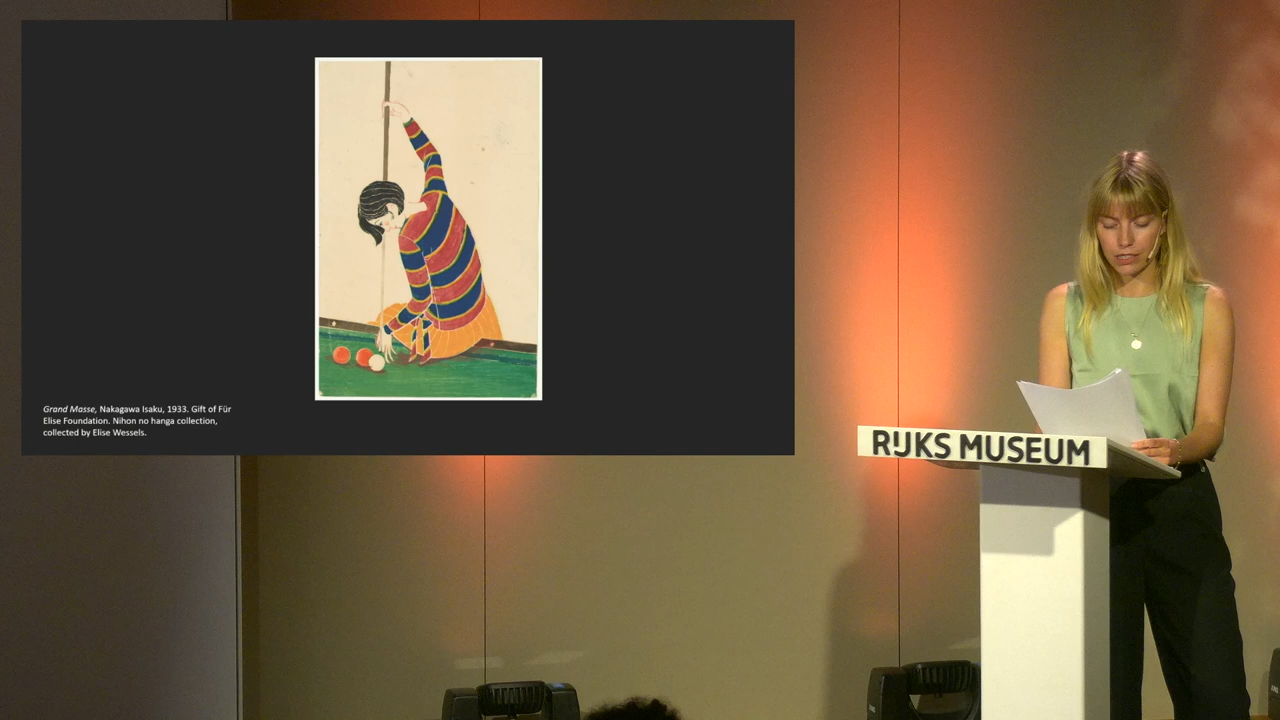 Grand Masse, Nakagawa Isaku, 1933. Gift of Für
Elise Foundation. Nihon no hanga collection,
collected by Elise Wessels.
RIJKS MUSEUM